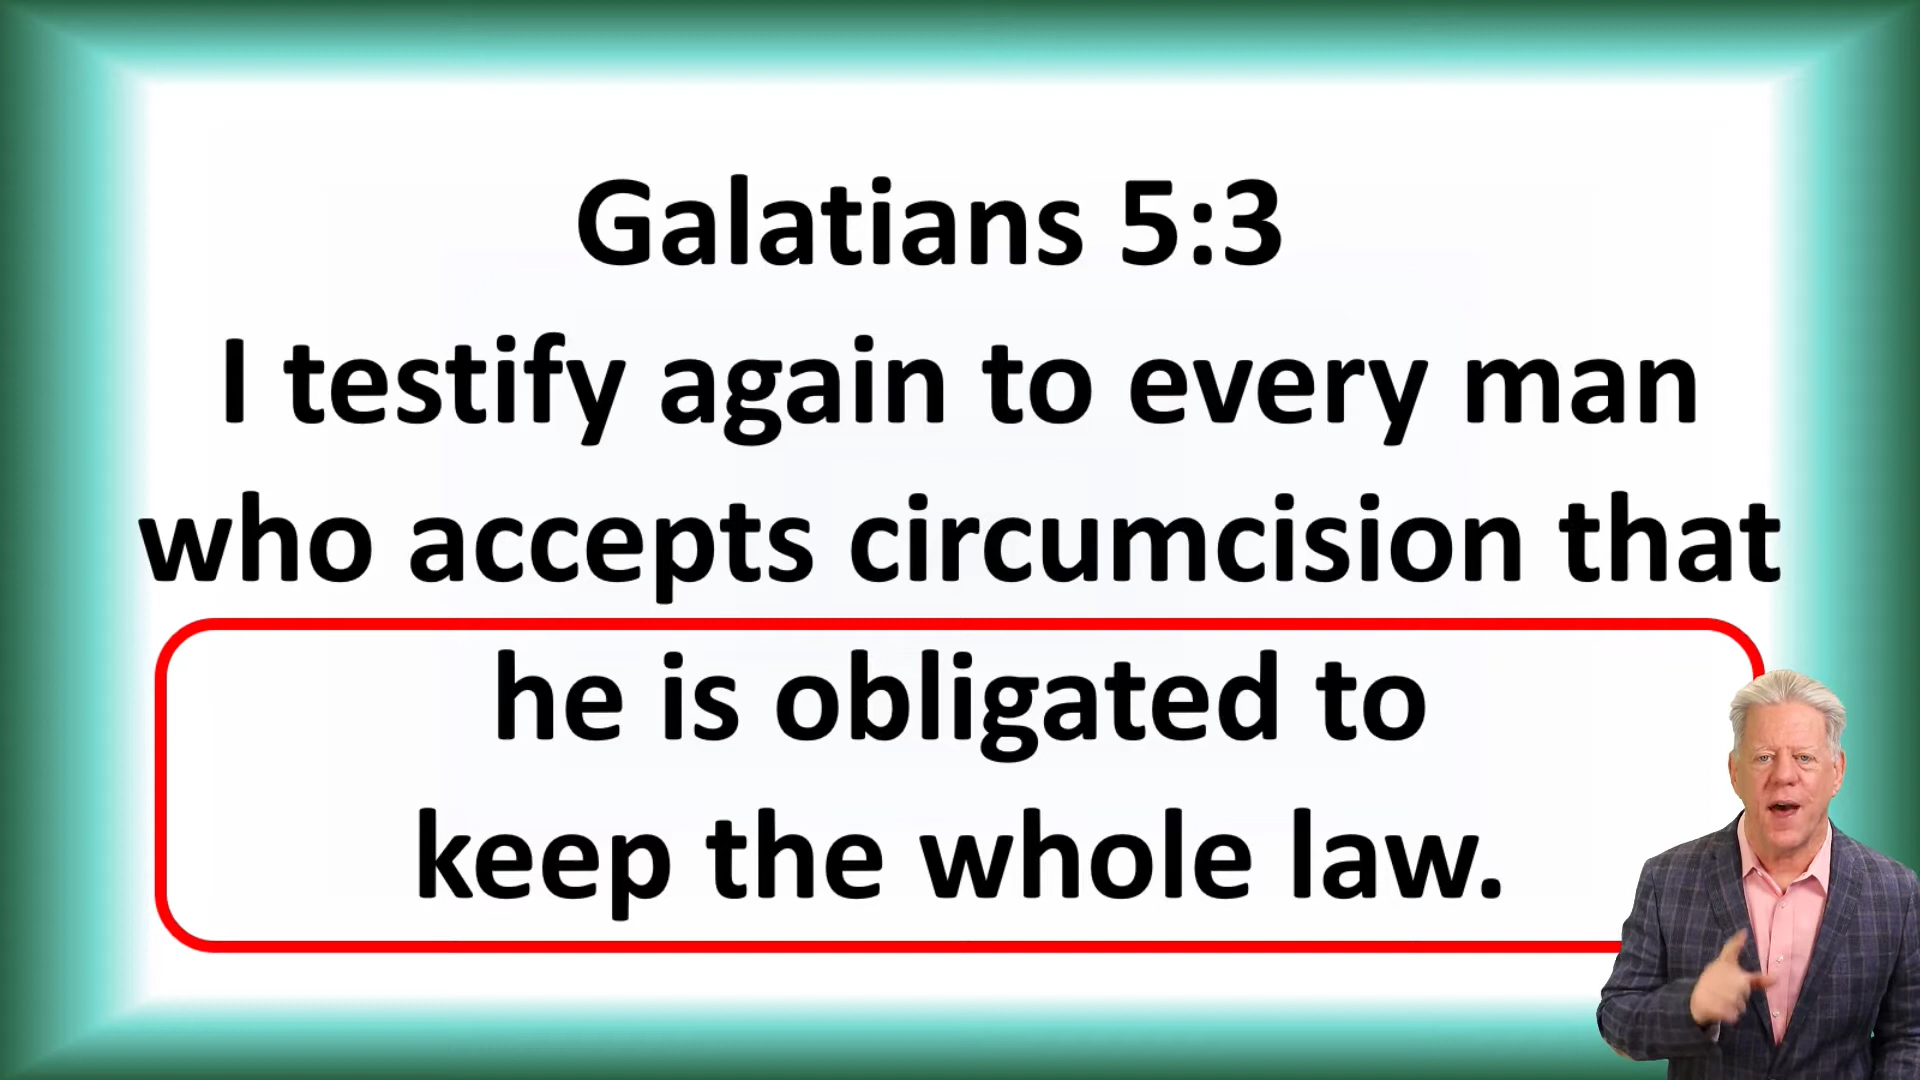 Galatians 5:3
I testify again to every man
who accepts circumcision that
he is obligated to
keep the whole law.